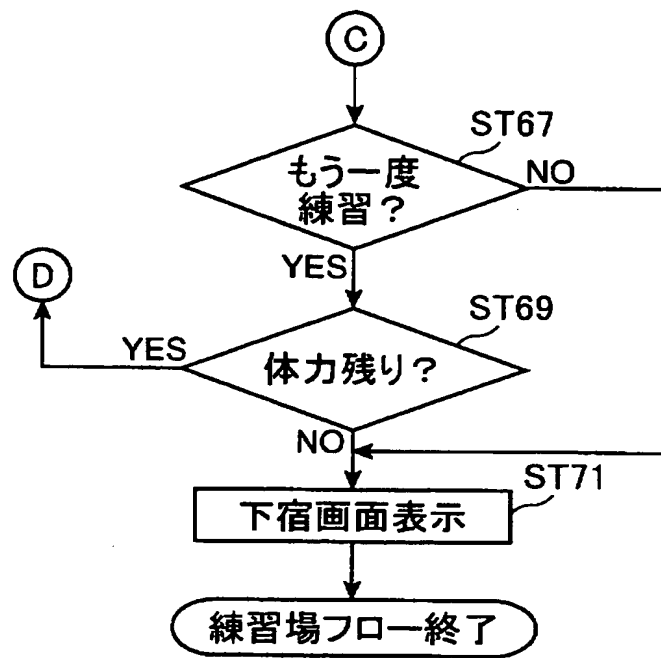 C
ST67
もう一度
練習？
NO
YES
D
ST69
YES
体力残り？
NO
ST71
下宿画面表示
練習場フロー終了